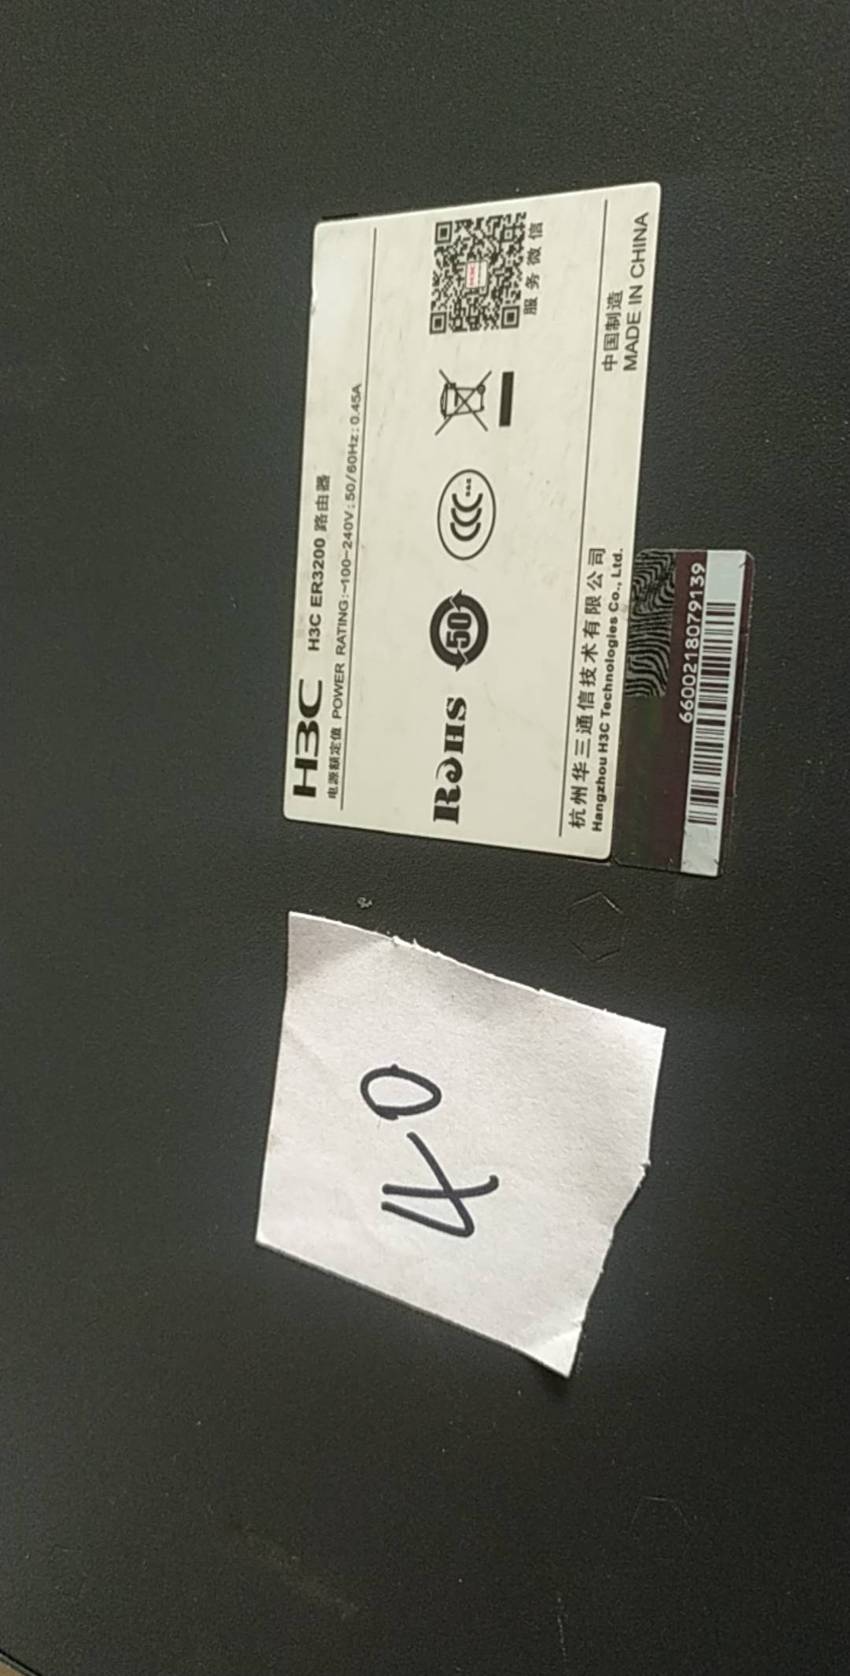 H3C H3C ER3200 路由器
电源额定值 POWER RATING:~100-240V;50/60Hz;0.45A
RoHS
50
CCC
服务微信
杭州华三通信技术有限公司
中国制造
Hangzhou H3C Technologies Co., Ltd.
MADE IN CHINA
6600218079139
40